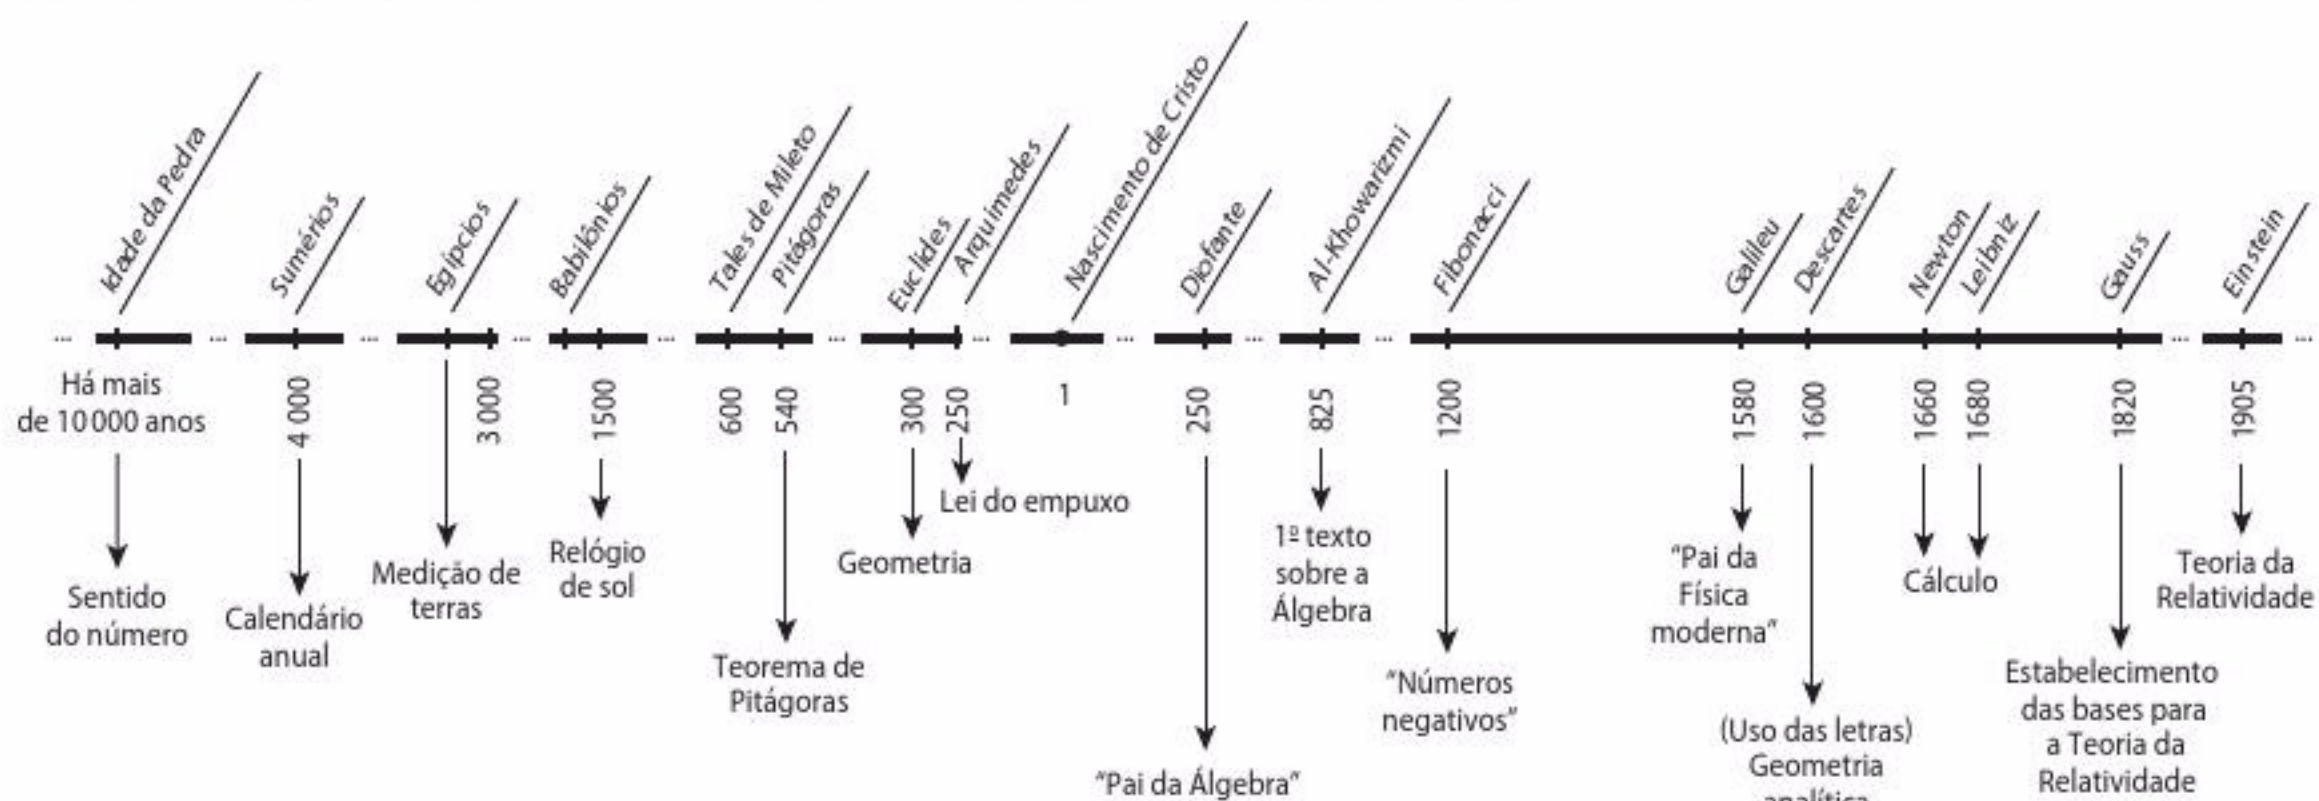 Idade da Pedra
Sumérios
Egípcios
Babilônios
Tales de Mileto
Pitágoras
Euclides
Arquimedes
Nascimento de Cristo
Diofante
Al-Khowarizmi
Fibonacci
Galileu
Descartes
Newton
Leibniz
Gauss
Einstein
... ... ... ... ... ... ... ... ... ... ... ...
Há mais
de 10 000 anos
4 000
3 000
1500
600
540
300
250
1
250
825
1200
1580
1600
1660
1680
1820
1905
Sentido
do número
Calendário
anual
Medição de
terras
Relógio
de sol
Teorema de
Pitágoras
Geometria
Lei do empuxo
"Pai da Álgebra"
1º texto
sobre a
Álgebra
"Números
negativos"
"Pai da
Física
moderna"
(Uso das letras)
Geometria
analítica
Cálculo
Estabelecimento
das bases para
a Teoria da
Relatividade
Teoria da
Relatividade